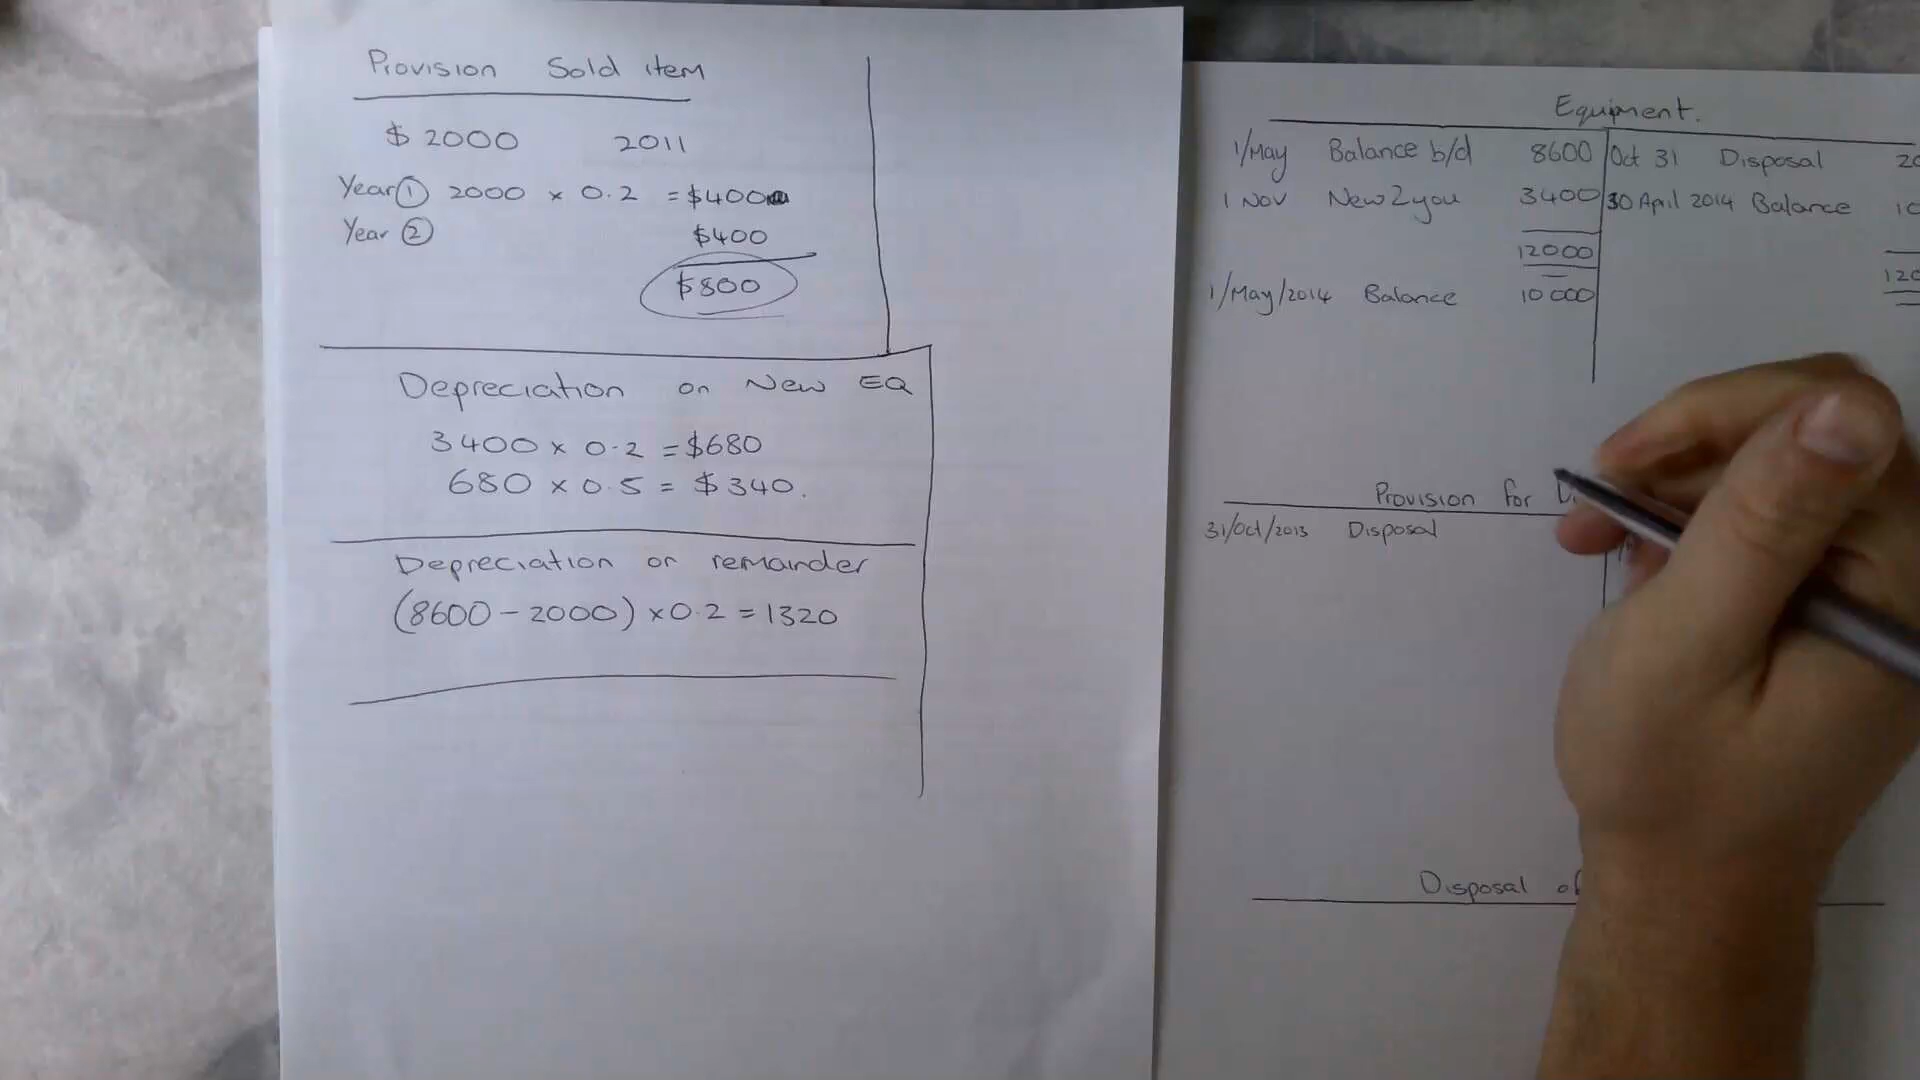 Provision Sold item
$ 2000 2011
Year ① 2000 × 0.2 = $400
Year ② $400
$800
Depreciation on New EQ
3400 × 0.2 = $680
680 × 0.5 = $340.
Depreciation on remainder
(8600 - 2000) × 0.2 = 1320
Equipment.
1/May Balance b/d 8600 Oct 31 Disposal
1 Nov New2you 3400 30 April 2014 Balance
12000
1/May/2014 Balance 10 000
Provision for
31/Oct/2013 Disposal
Disposal of